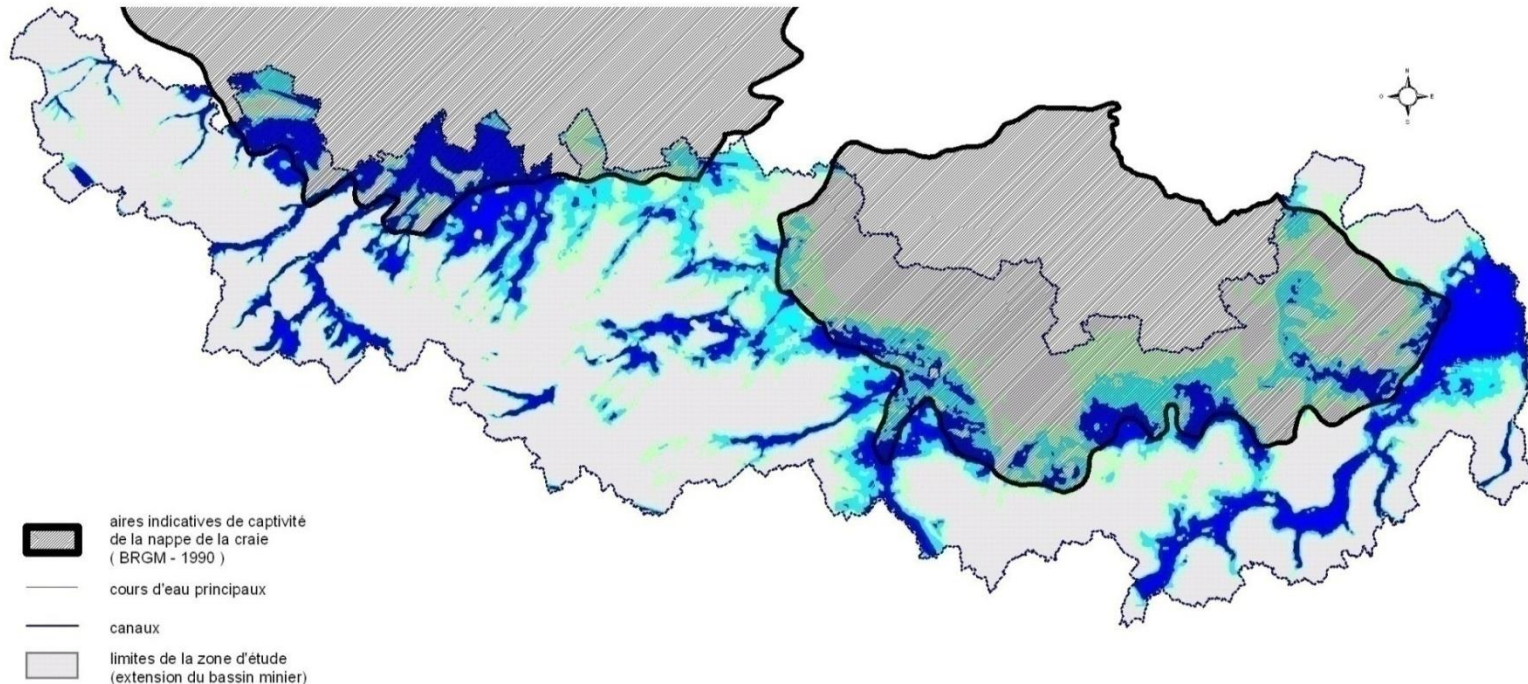 N
O
E
S
aires indicatives de captivité
de la nappe de la craie
( BRGM - 1990 )
cours d'eau principaux
canaux
limites de la zone d'étude
(extension du bassin minier)